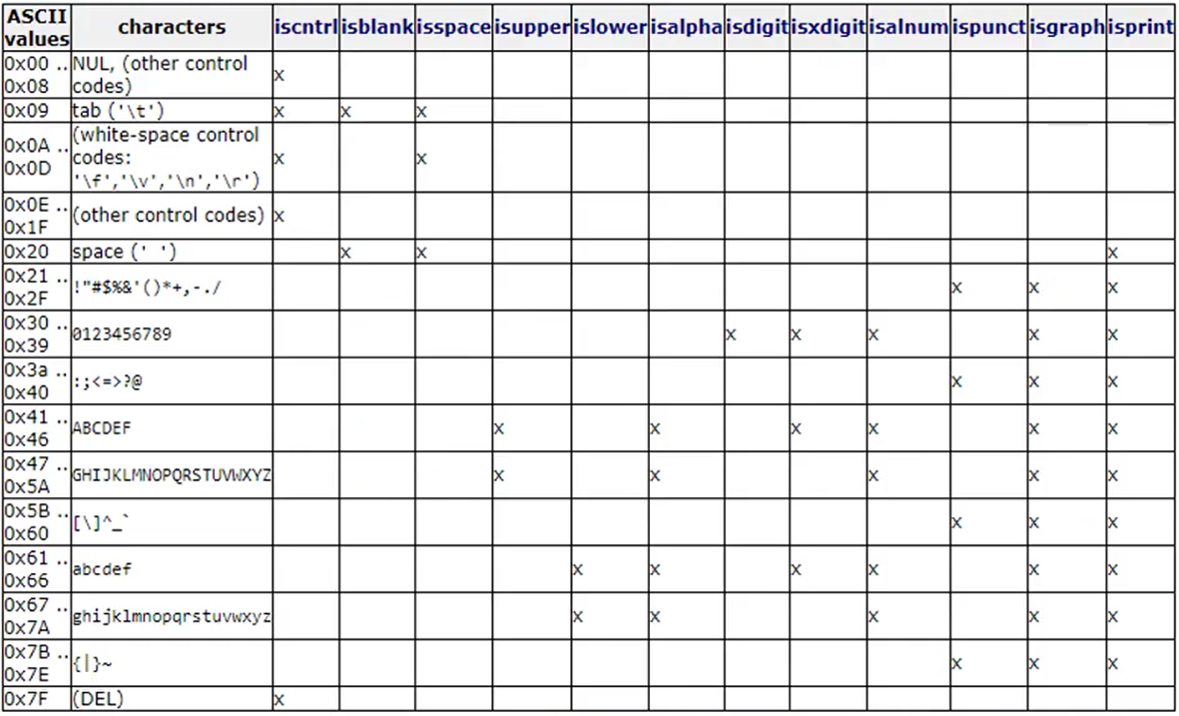 ASCII values characters iscntrl isblank isspace isupper islower isalpha isdigit isxdigit isalnum ispunct isgraph isprint
0x00 .. 0x08 NUL, (other control codes) x
0x09 tab ('\t') x x x
0x0A .. 0x0D (white-space control codes: '\f','\v','\n','\r') x x
0x0E .. 0x1F (other control codes) x
0x20 space (' ') x x x
0x21 .. 0x2F !"#$%&'()*+,-./ x x x
0x30 .. 0x39 0123456789 x x x x x
0x3a .. 0x40 :;<=>?@ x x x
0x41 .. 0x46 ABCDEF x x x x x x
0x47 .. 0x5A GHIJKLMNOPQRSTUVWXYZ x x x x x
0x5B .. 0x60 [\]^_` x x x
0x61 .. 0x66 abcdef x x x x x x
0x67 .. 0x7A ghijklmnopqrstuvwxyz x x x x x
0x7B .. 0x7E {|}~ x x x
0x7F (DEL) x